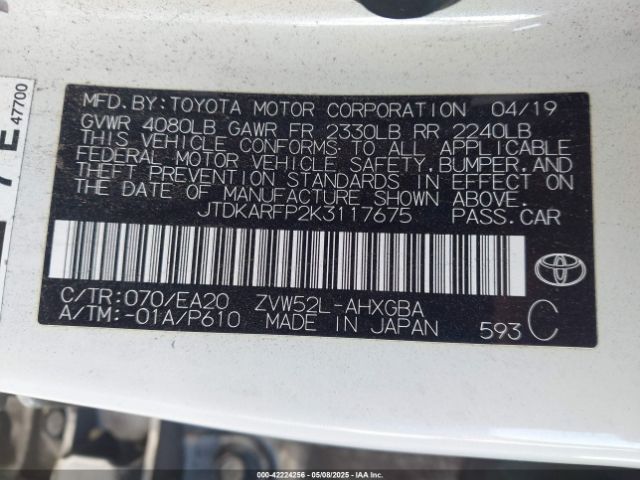 MFD. BY: TOYOTA MOTOR CORPORATION 04/19
GVWR 4080LB GAWR FR 2330LB RR 2240LB
THIS VEHICLE CONFORMS TO ALL APPLICABLE
FEDERAL MOTOR VEHICLE SAFETY, BUMPER, AND
THEFT PREVENTION STANDARDS IN EFFECT ON
THE DATE OF MANUFACTURE SHOWN ABOVE.
JTDKARFP2K3117675 PASS.CAR
C/TR:070/EA20 ZVW52L-AHXGBA
A/TM:-01A/P610 MADE IN JAPAN 593 C
47700
000-42224256 - 05/08/2025 - IAA Inc.